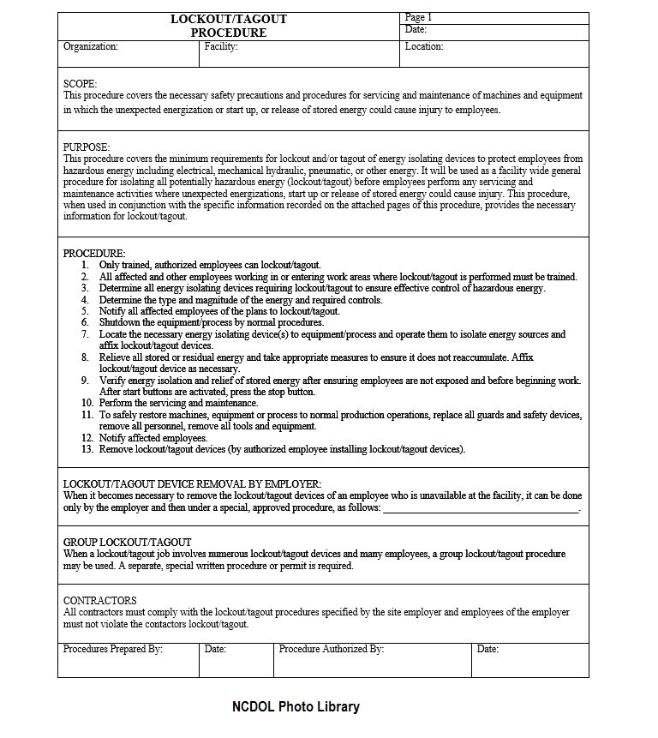 LOCKOUT/TAGOUT
PROCEDURE
Page 1
Date:
Organization:
Facility:
Location:
SCOPE:
This procedure covers the necessary safety precautions and procedures for servicing and maintenance of machines and equipment
in which the unexpected energization or start up, or release of stored energy could cause injury to employees.
PURPOSE:
This procedure covers the minimum requirements for lockout and/or tagout of energy isolating devices to protect employees from
hazardous energy including electrical, mechanical hydraulic, pneumatic, or other energy. It will be used as a facility wide general
procedure for isolating all potentially hazardous energy (lockout/tagout) before employees perform any servicing and
maintenance activities where unexpected energizations, start up or release of stored energy could cause injury. This procedure,
when used in conjunction with the specific information recorded on the attached pages of this procedure, provides the necessary
information for lockout/tagout.
PROCEDURE:
1. Only trained, authorized employees can lockout/tagout.
2. All affected and other employees working in or entering work areas where lockout/tagout is performed must be trained.
3. Determine all energy isolating devices requiring lockout/tagout to ensure effective control of hazardous energy.
4. Determine the type and magnitude of the energy and required controls.
5. Notify all affected employees of the plans to lockout/tagout.
6. Shutdown the equipment/process by normal procedures.
7. Locate the necessary energy isolating device(s) to equipment/process and operate them to isolate energy sources and
affix lockout/tagout devices.
8. Relieve all stored or residual energy and take appropriate measures to ensure it does not reaccumulate. Affix
lockout/tagout device as necessary.
9. Verify energy isolation and relief of stored energy after ensuring employees are not exposed and before beginning work.
After start buttons are activated, press the stop button.
10. Perform the servicing and maintenance.
11. To safely restore machines, equipment or process to normal production operations, replace all guards and safety devices,
remove all personnel, remove all tools and equipment.
12. Notify affected employees.
13. Remove lockout/tagout devices (by authorized employee installing lockout/tagout devices).
LOCKOUT/TAGOUT DEVICE REMOVAL BY EMPLOYER:
When it becomes necessary to remove the lockout/tagout devices of an employee who is unavailable at the facility, it can be done
only by the employer and then under a special, approved procedure, as follows: ____________________________________.
GROUP LOCKOUT/TAGOUT
When a lockout/tagout job involves numerous lockout/tagout devices and many employees, a group lockout/tagout procedure
may be used. A separate, special written procedure or permit is required.
CONTRACTORS
All contractors must comply with the lockout/tagout procedures specified by the site employer and employees of the employer
must not violate the contactors lockout/tagout.
Procedures Prepared By:
Date:
Procedure Authorized By:
Date:
NCDOL Photo Library